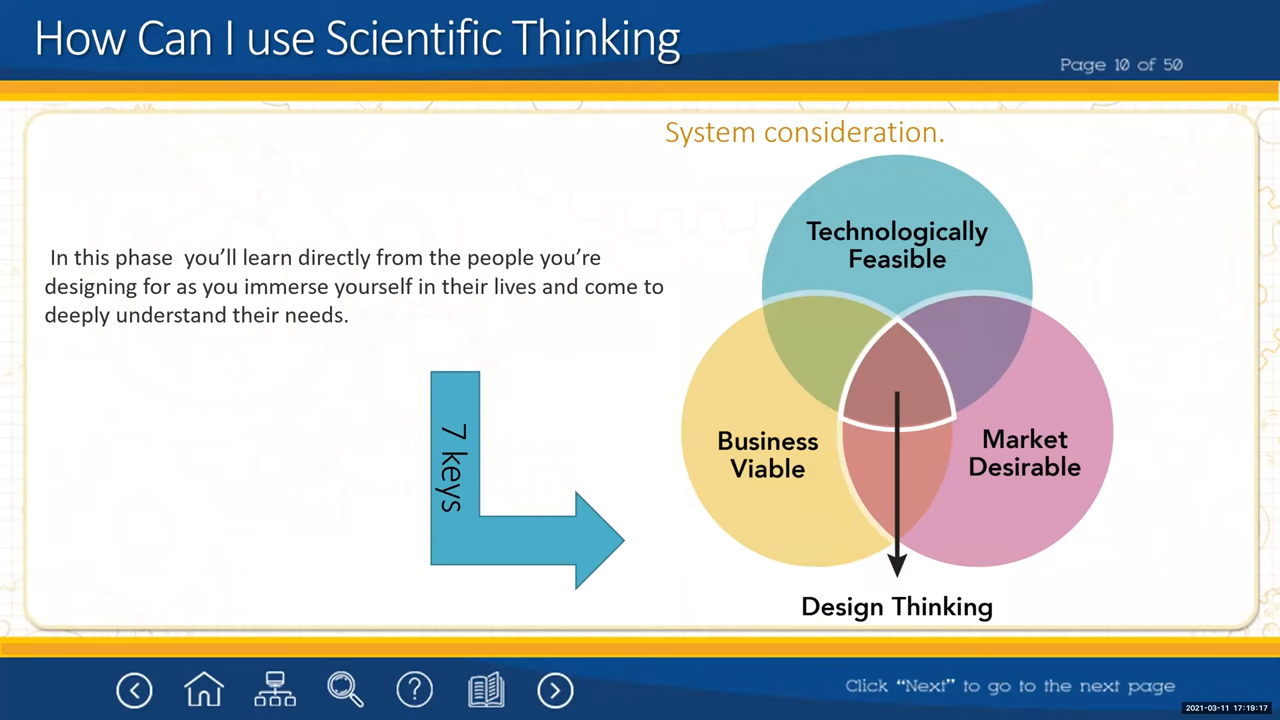 How Can I use Scientific Thinking
Page 10 of 50
System consideration.
In this phase  you’ll learn directly from the people you’re
designing for as you immerse yourself in their lives and come to
deeply understand their needs.
7 keys
Technologically
Feasible
Business
Viable
Market
Desirable
Design Thinking
Click “Next” to go to the next page
2021-03-11 17:19:17